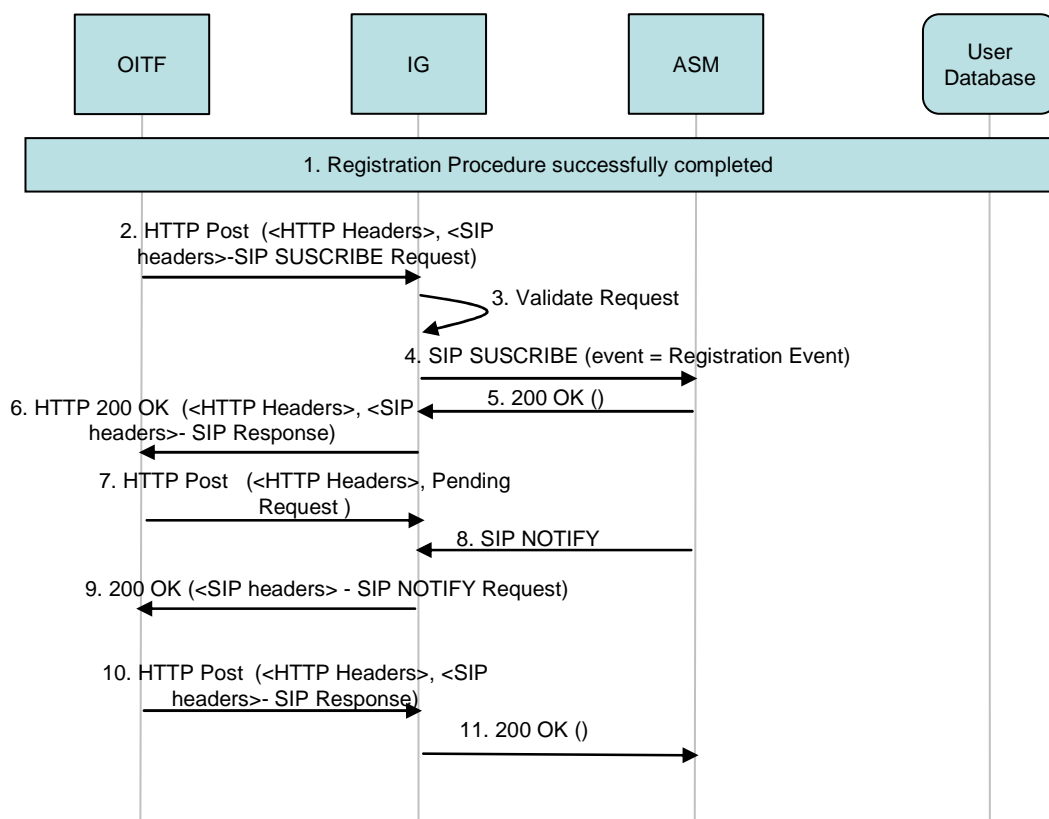 OITF
IG
ASM
User
Database
1. Registration Procedure successfully completed
2. HTTP Post (<HTTP Headers>, <SIP
headers>-SIP SUSCRIBE Request)
3. Validate Request
4. SIP SUSCRIBE (event = Registration Event)
5. 200 OK ()
6. HTTP 200 OK (<HTTP Headers>, <SIP
headers>- SIP Response)
7. HTTP Post (<HTTP Headers>, Pending
Request )
8. SIP NOTIFY
9. 200 OK (<SIP headers> - SIP NOTIFY Request)
10. HTTP Post (<HTTP Headers>, <SIP
headers>- SIP Response)
11. 200 OK ()